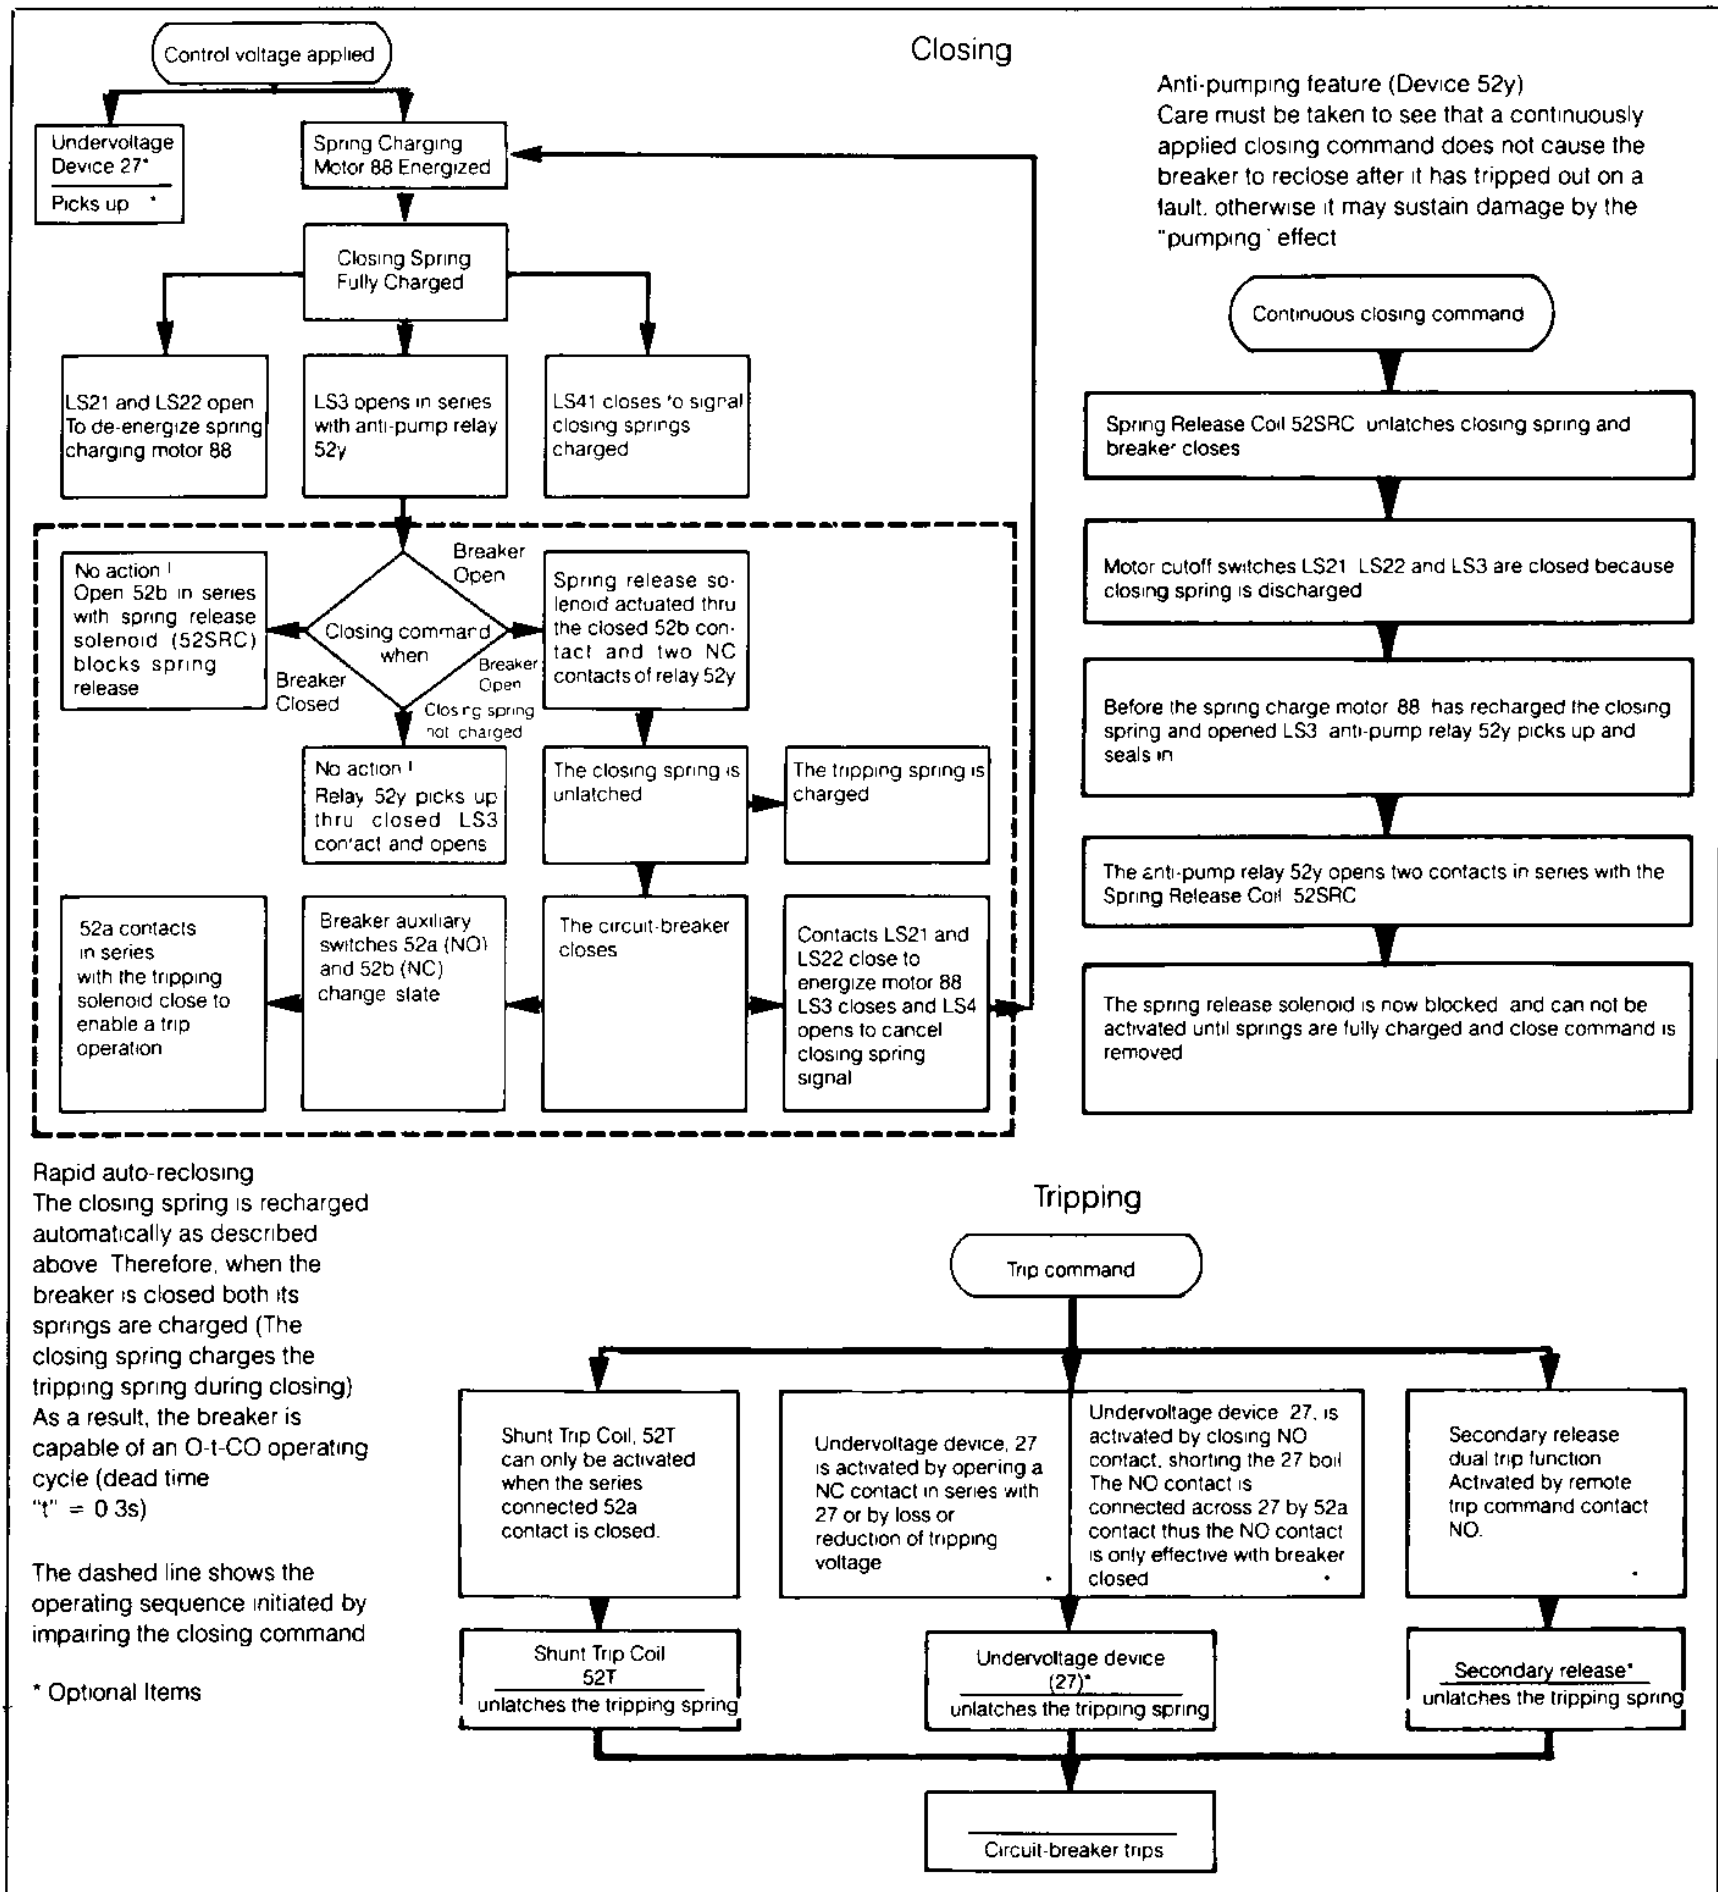 Closing
Control voltage applied
Undervoltage
Device 27*
Picks up *
Spring Charging
Motor 88 Energized
Closing Spring
Fully Charged
LS21 and LS22 open
To de-energize spring
charging motor 88
LS3 opens in series
with anti-pump relay
52y
LS41 closes to signal
closing springs
charged
No action !
Open 52b in series
with spring release
solenoid (52SRC)
blocks spring
release
Breaker
Closed
Closing command
when
Breaker
Open
Breaker
Open
Closing spring
not charged
Spring release so-
lenoid actuated thru
the closed 52b con-
tact and two NC
contacts of relay 52y
No action !
Relay 52y picks up
thru closed LS3
contact and opens
The closing spring is
unlatched
The tripping spring is
charged
52a contacts
in series
with the tripping
solenoid close to
enable a trip
operation
Breaker auxiliary
switches 52a (NO)
and 52b (NC)
change state
The circuit-breaker
closes
Contacts LS21 and
LS22 close to
energize motor 88
LS3 closes and LS4
opens to cancel
closing spring
signal
Anti-pumping feature (Device 52y)
Care must be taken to see that a continuously
applied closing command does not cause the
breaker to reclose after it has tripped out on a
fault. otherwise it may sustain damage by the
"pumping' effect
Continuous closing command
Spring Release Coil 52SRC unlatches closing spring and
breaker closes
Motor cutoff switches LS21 LS22 and LS3 are closed because
closing spring is discharged
Before the spring charge motor 88 has recharged the closing
spring and opened LS3 anti-pump relay 52y picks up and
seals in
The anti-pump relay 52y opens two contacts in series with the
Spring Release Coil 52SRC
The spring release solenoid is now blocked and can not be
activated until springs are fully charged and close command is
removed
Rapid auto-reclosing
The closing spring is recharged
automatically as described
above Therefore, when the
breaker is closed both its
springs are charged (The
closing spring charges the
tripping spring during closing)
As a result, the breaker is
capable of an O-t-CO operating
cycle (dead time
"t" = 0 3s)
The dashed line shows the
operating sequence initiated by
impairing the closing command
* Optional Items
Tripping
Trip command
Shunt Trip Coil, 52T
can only be activated
when the series
connected 52a
contact is closed.
Undervoltage device, 27
is activated by opening a
NC contact in series with
27 or by loss or
reduction of tripping
voltage *
Undervoltage device 27, is
activated by closing NO
contact, shorting the 27 boil
The NO contact is
connected across 27 by 52a
contact thus the NO contact
is only effective with breaker
closed *
Secondary release
dual trip function
Activated by remote
trip command contact
NO.
*
Shunt Trip Coil
52T
unlatches the tripping spring
Undervoltage device
(27)*
unlatches the tripping spring
Secondary release*
unlatches the tripping spring
Circuit-breaker trips